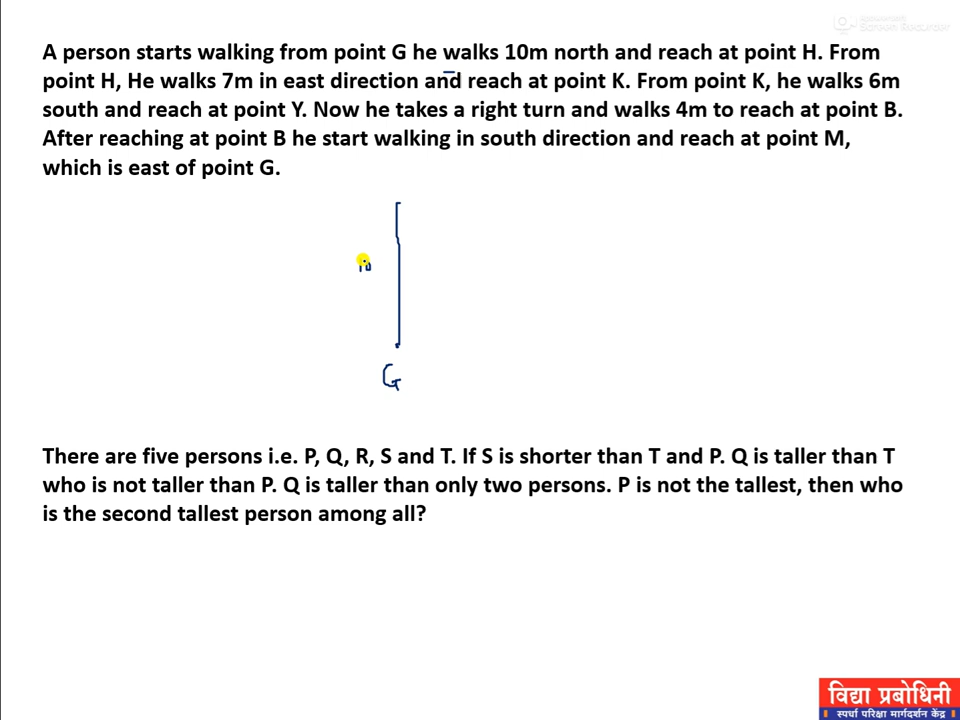 Screen Recorder
A person starts walking from point G he walks 10m north and reach at point H. From
point H, He walks 7m in east direction and reach at point K. From point K, he walks 6m
south and reach at point Y. Now he takes a right turn and walks 4m to reach at point B.
After reaching at point B he start walking in south direction and reach at point M,
which is east of point G.
G
There are five persons i.e. P, Q, R, S and T. If S is shorter than T and P. Q is taller than T
who is not taller than P. Q is taller than only two persons. P is not the tallest, then who
is the second tallest person among all?
विद्या प्रबोधिनी
स्पर्धा परिक्षा मार्गदर्शन केंद्र